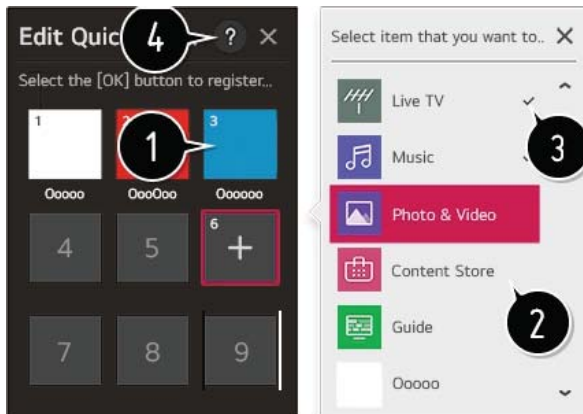 Edit Quic
4
?
Select the [OK] button to register...
1
2
3
1
Ooooo
OooOoo
Oooooo
4
5
6
+
7
8
9
Select item that you want to..
Live TV
3
Music
Photo & Video
Content Store
2
Guide
Ooooo